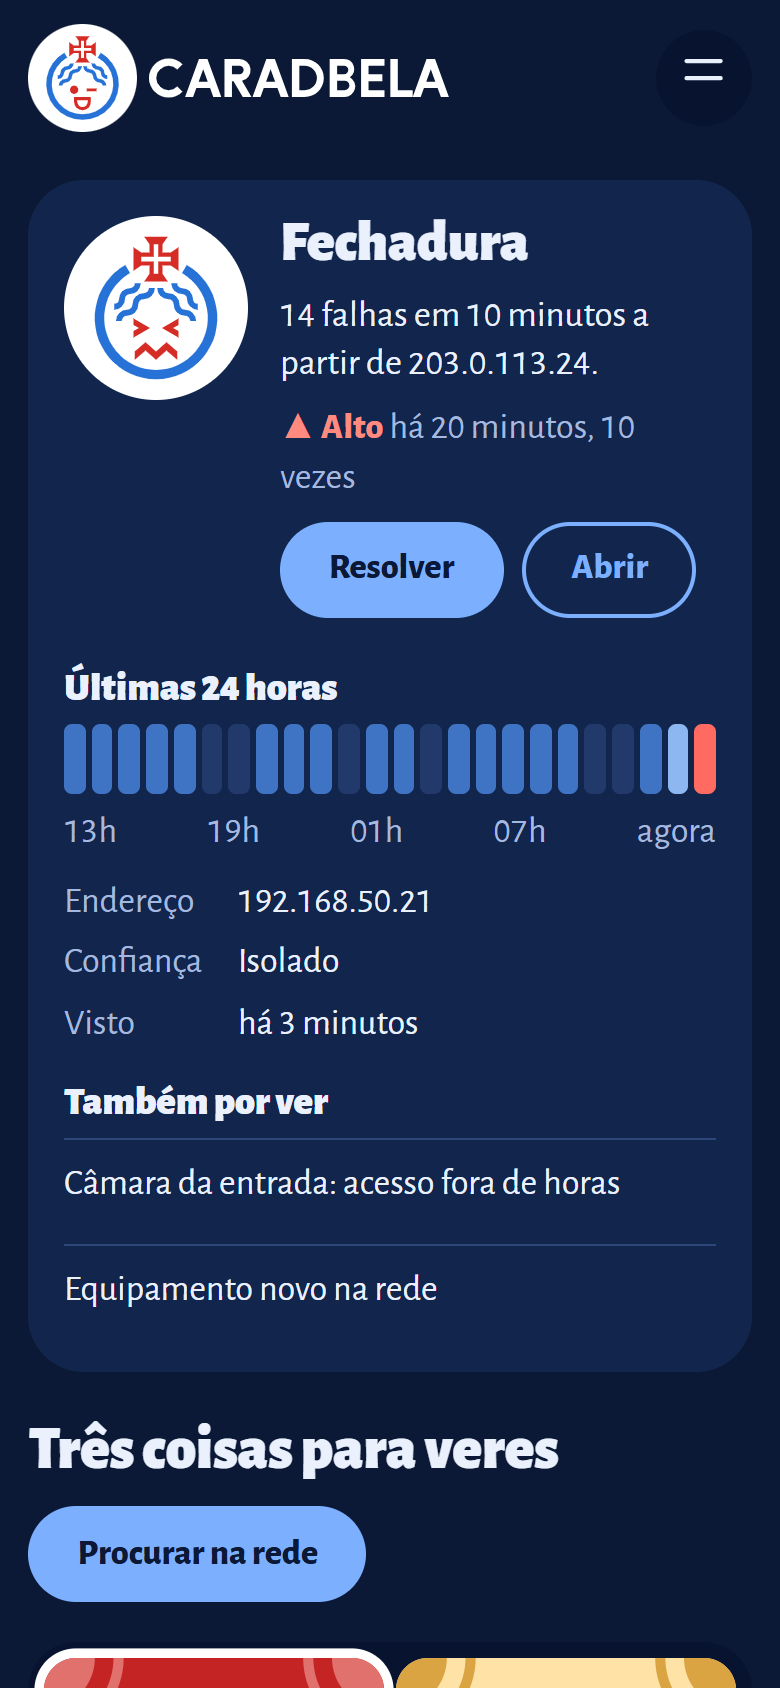 CARADBELA
Fechadura
14 falhas em 10 minutos a
partir de 203.0.113.24.
▲ Alto há 20 minutos, 10
vezes
Resolver Abrir
Últimas 24 horas
13h 19h 01h 07h agora
Endereço 192.168.50.21
Confiança Isolado
Visto há 3 minutos
Também por ver
Câmara da entrada: acesso fora de horas
Equipamento novo na rede
Três coisas para veres
Procurar na rede